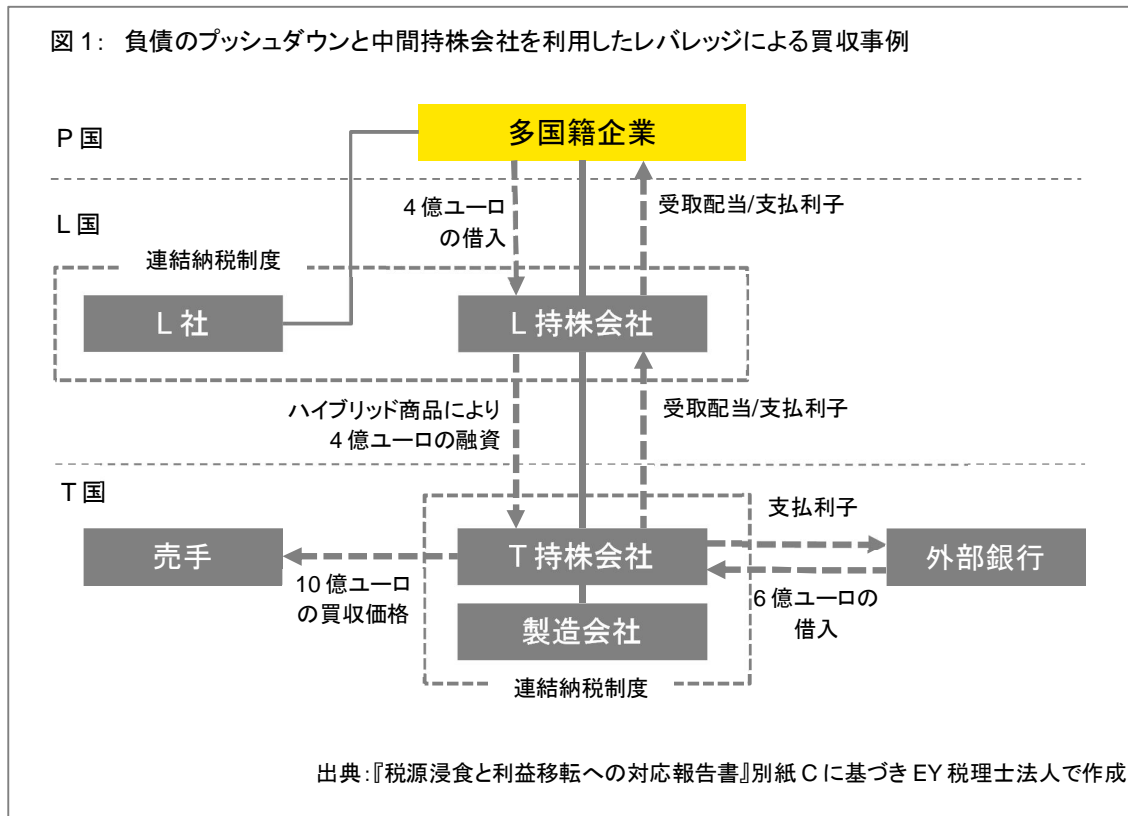 図 1： 負債のプッシュダウンと中間持株会社を利用したレバレッジによる買収事例
P 国
多国籍企業
L 国
4 億ユーロ
の借入
受取配当/支払利子
連結納税制度
L 社
L 持株会社
ハイブリッド商品により
4 億ユーロの融資
受取配当/支払利子
T 国
支払利子
売手
T 持株会社
外部銀行
10 億ユーロ
の買収価格
6 億ユーロの
借入
製造会社
連結納税制度
出典：『税源浸食と利益移転への対応報告書』別紙 C に基づき EY 税理士法人で作成